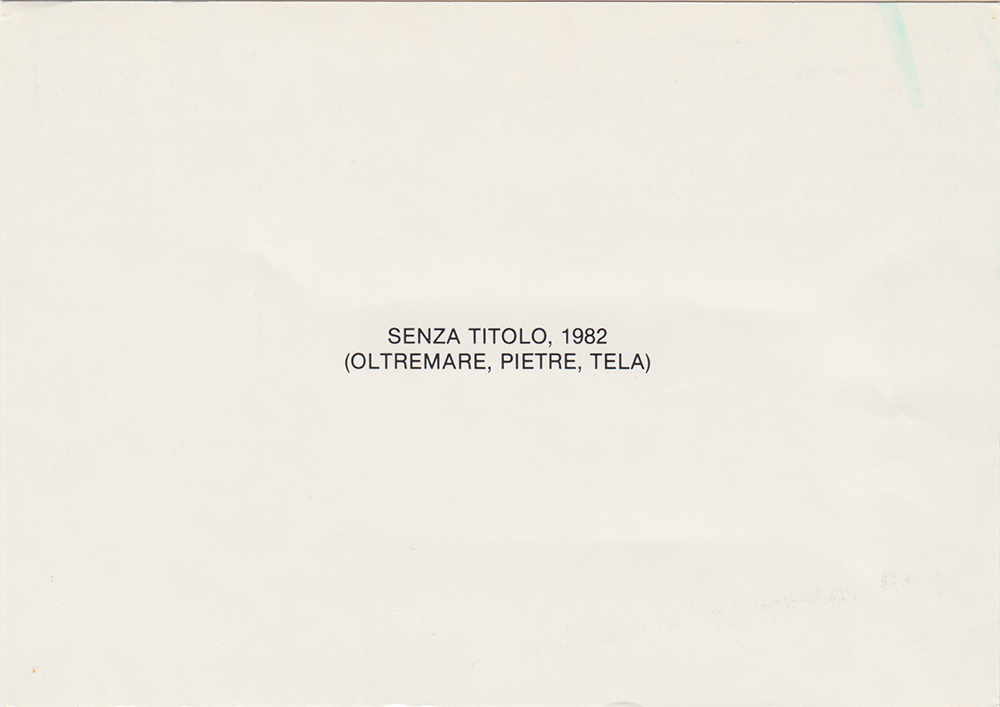 SENZA TITOLO, 1982
(OLTREMARE, PIETRE, TELA)